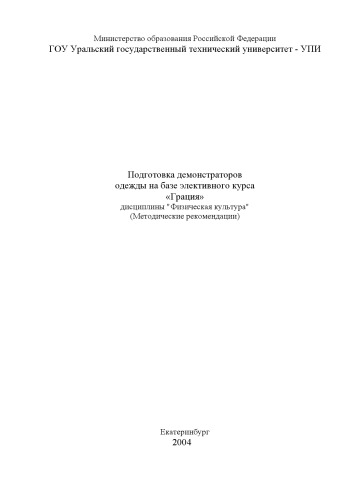 Министерство образования Российской Федерации
ГОУ Уральский государственный технический университет - УПИ
Подготовка демонстраторов
одежды на базе элективного курса
«Грация»
дисциплины "Физическая культура"
(Методические рекомендации)
Екатеринбург
2004